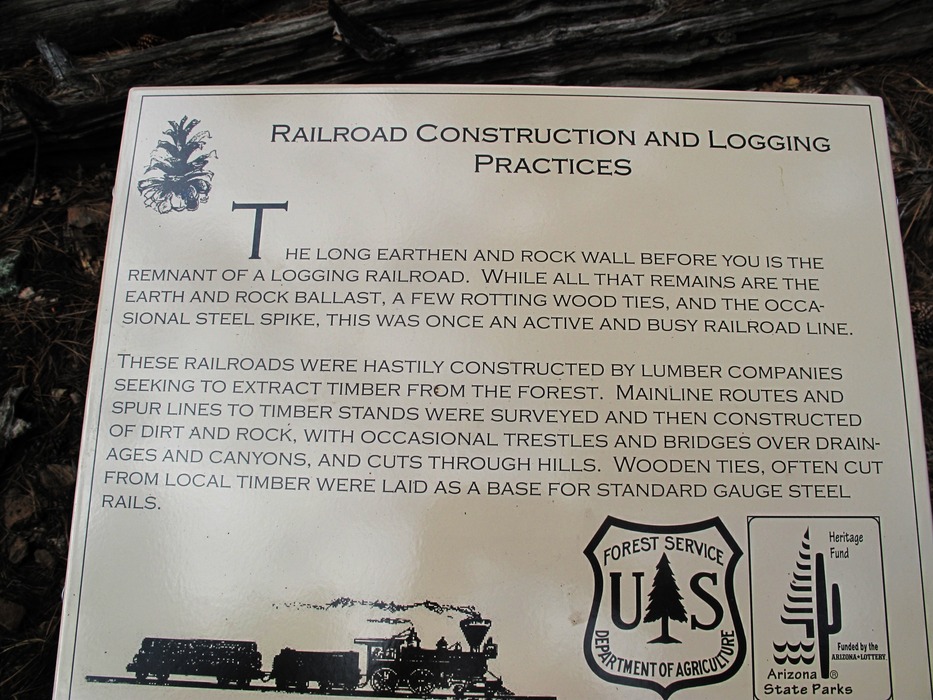 RAILROAD CONSTRUCTION AND LOGGING
PRACTICES
THE LONG EARTHEN AND ROCK WALL BEFORE YOU IS THE
REMNANT OF A LOGGING RAILROAD. WHILE ALL THAT REMAINS ARE THE
EARTH AND ROCK BALLAST, A FEW ROTTING WOOD TIES, AND THE OCCA-
SIONAL STEEL SPIKE, THIS WAS ONCE AN ACTIVE AND BUSY RAILROAD LINE.
THESE RAILROADS WERE HASTILY CONSTRUCTED BY LUMBER COMPANIES
SEEKING TO EXTRACT TIMBER FROM THE FOREST. MAINLINE ROUTES AND
SPUR LINES TO TIMBER STANDS WERE SURVEYED AND THEN CONSTRUCTED
OF DIRT AND ROCK, WITH OCCASIONAL TRESTLES AND BRIDGES OVER DRAIN-
AGES AND CANYONS, AND CUTS THROUGH HILLS. WOODEN TIES, OFTEN CUT
FROM LOCAL TIMBER WERE LAID AS A BASE FOR STANDARD GAUGE STEEL
RAILS.
FOREST SERVICE
US
DEPARTMENT OF AGRICULTURE
Heritage
Fund
Funded by the
ARIZONA LOTTERY
Arizona ®
State Parks